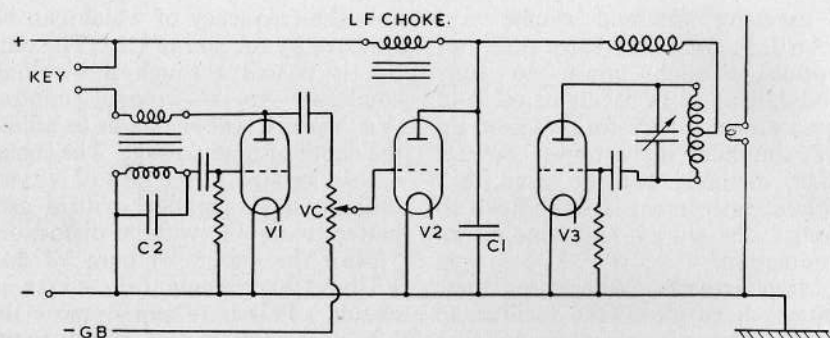 L F CHOKE.
+
KEY
C2
V1
VC
V2
C1
V3
-
-GB